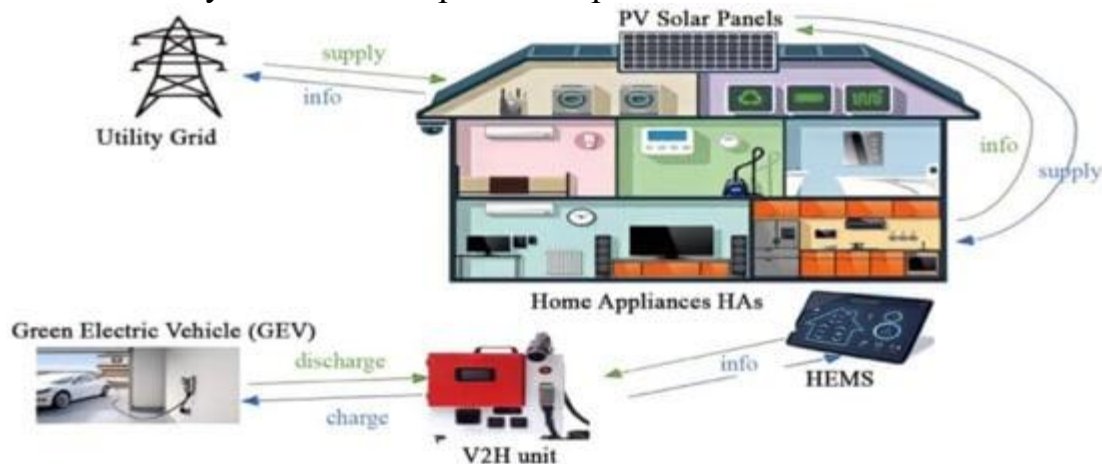 PV Solar Panels
supply
info
Utility Grid
info
supply
Home Appliances HAs
Green Electric Vehicle (GEV)
discharge
info
HEMS
charge
V2H unit